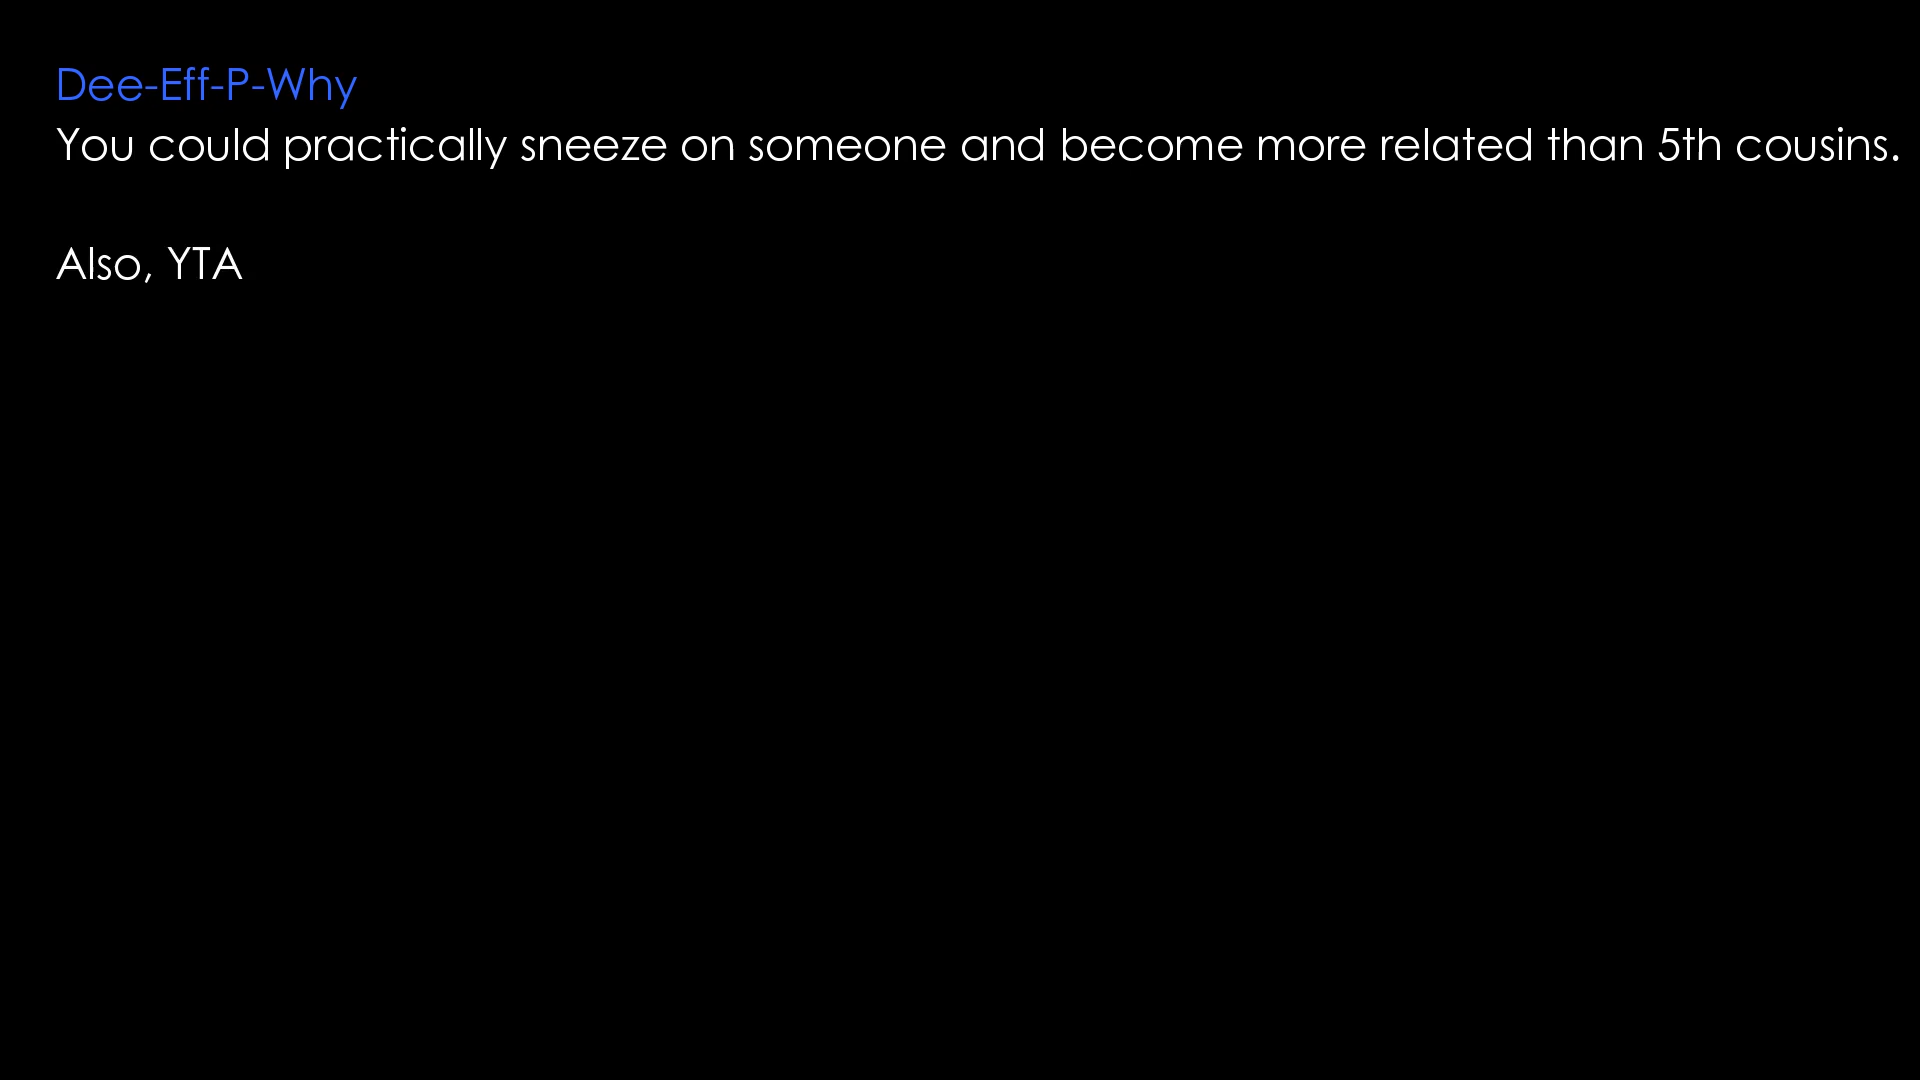 Dee-Eff-P-Why
You could practically sneeze on someone and become more related than 5th cousins.
Also, YTA